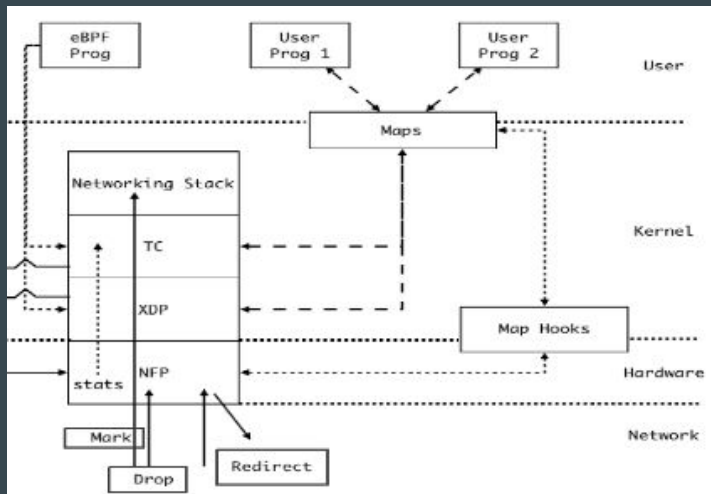 eBPF
Prog
User
Prog 1
User
Prog 2
User
Maps
Networking Stack
TC
Kernel
XDP
Map Hooks
NFP
stats
Hardware
Mark
Network
Redirect
Drop